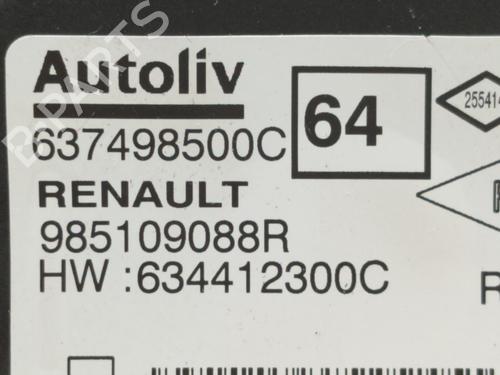 Autoliv
637498500C
64
RENAULT
985109088R
HW :634412300C